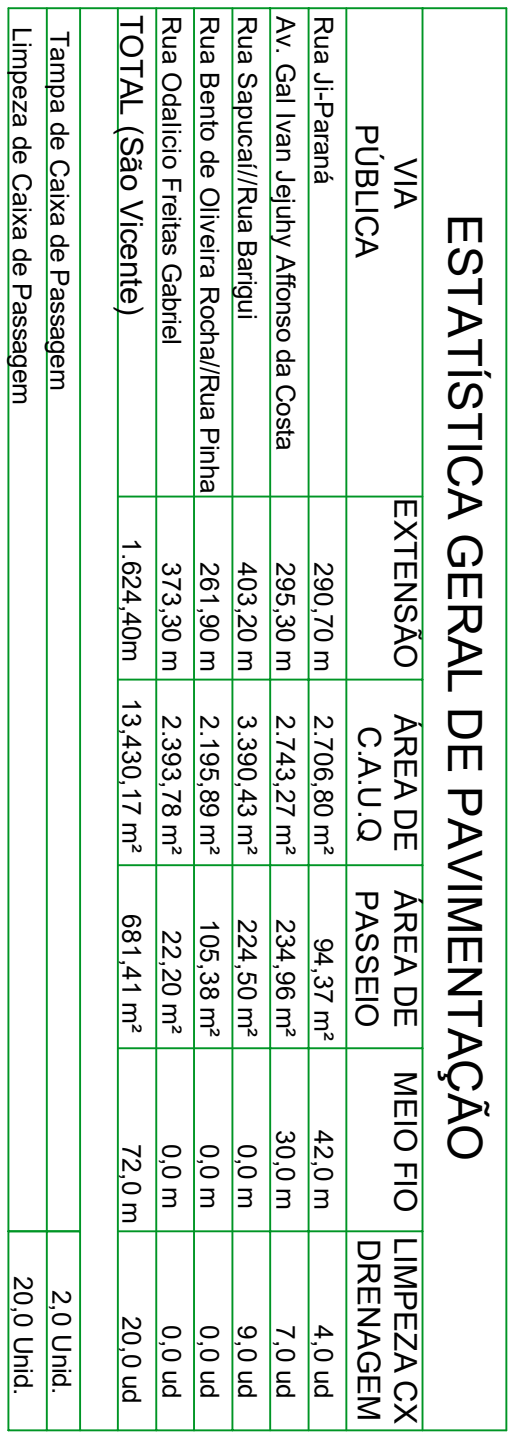 ESTATÍSTICA GERAL DE PAVIMENTAÇÃO
VIA PÚBLICA EXTENSÃO ÁREA DE C.A.U.Q ÁREA DE PASSEIO MEIO FIO LIMPEZA CX DRENAGEM
Rua Ji-Paraná 290,70 m 2.706,80 m² 94,37 m² 42,0 m 4,0 ud
Av. Gal Ivan Jejuhy Affonso da Costa 295,30 m 2.743,27 m² 234,96 m² 30,0 m 7,0 ud
Rua Sapucaí//Rua Barigui 403,20 m 3.390,43 m² 224,50 m² 0,0 m 9,0 ud
Rua Bento de Oliveira Rocha//Rua Pinha 261,90 m 2.195,89 m² 105,38 m² 0,0 m 0,0 ud
Rua Odalicio Freitas Gabriel 373,30 m 2.393,78 m² 22,20 m² 0,0 m 0,0 ud
TOTAL (São Vicente) 1.624,40m 13,430,17 m² 681,41 m² 72,0 m 20,0 ud
Tampa de Caixa de Passagem 2,0 Unid.
Limpeza de Caixa de Passagem 20,0 Unid.